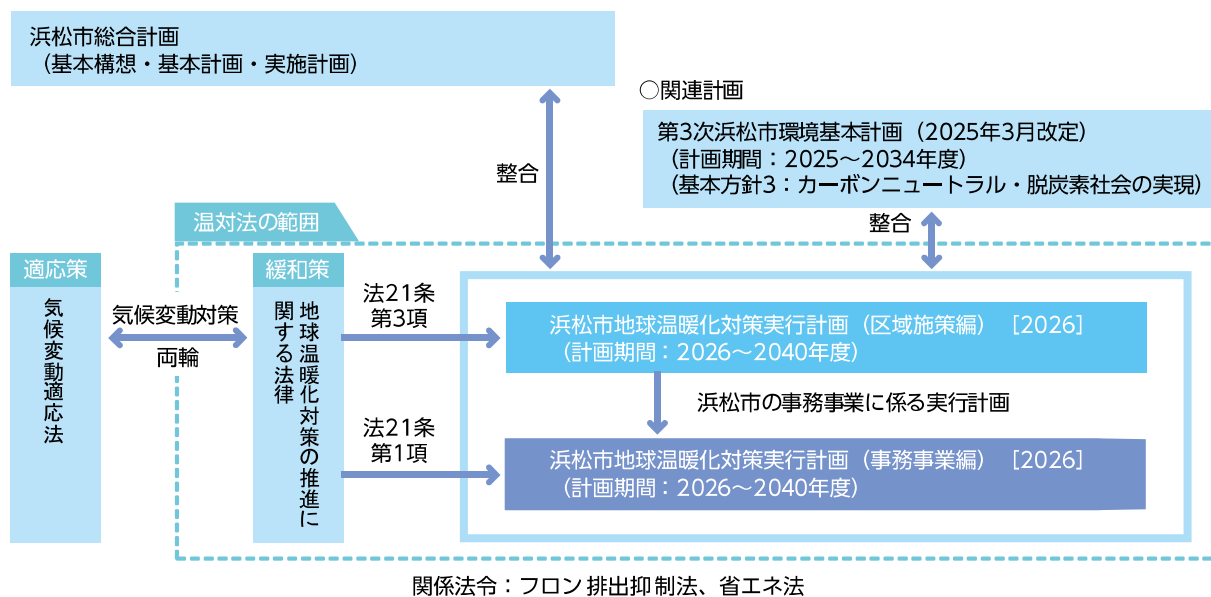 浜松市総合計画
（基本構想・基本計画・実施計画）
○関連計画
第3次浜松市環境基本計画（2025年3月改定）
（計画期間：2025～2034年度）
（基本方針3：カーボンニュートラル・脱炭素社会の実現）
整合
整合
温対法の範囲
適応策
気候変動適応法
気候変動対策
両輪
緩和策
地球温暖化対策の推進に
関する法律
法21条
第3項
法21条
第1項
浜松市地球温暖化対策実行計画（区域施策編）［2026］
（計画期間：2026～2040年度）
浜松市の事務事業に係る実行計画
浜松市地球温暖化対策実行計画（事務事業編）［2026］
（計画期間：2026～2040年度）
関係法令：フロン排出抑制法、省エネ法